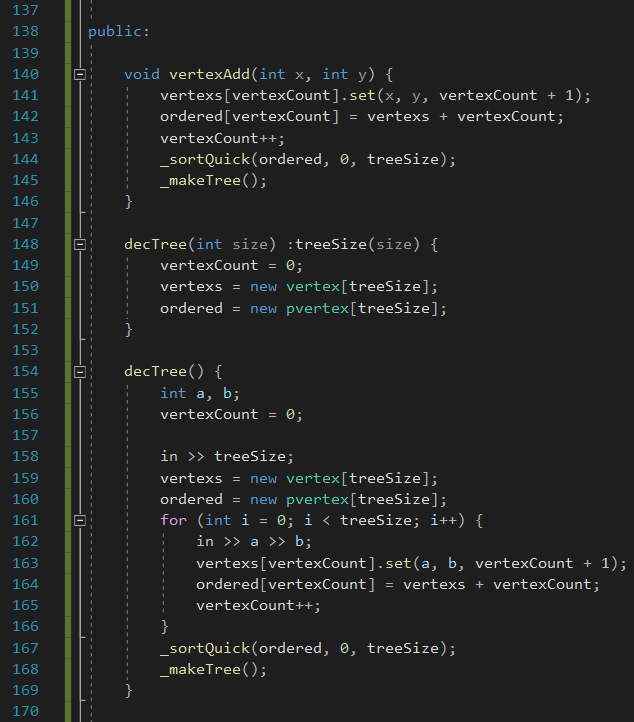 137
138 public:
139
140 void vertexAdd(int x, int y) {
141 vertexs[vertexCount].set(x, y, vertexCount + 1);
142 ordered[vertexCount] = vertexs + vertexCount;
143 vertexCount++;
144 _sortQuick(ordered, 0, treeSize);
145 _makeTree();
146 }
147
148 decTree(int size) :treeSize(size) {
149 vertexCount = 0;
150 vertexs = new vertex[treeSize];
151 ordered = new pvertex[treeSize];
152 }
153
154 decTree() {
155 int a, b;
156 vertexCount = 0;
157
158 in >> treeSize;
159 vertexs = new vertex[treeSize];
160 ordered = new pvertex[treeSize];
161 for (int i = 0; i < treeSize; i++) {
162 in >> a >> b;
163 vertexs[vertexCount].set(a, b, vertexCount + 1);
164 ordered[vertexCount] = vertexs + vertexCount;
165 vertexCount++;
166 }
167 _sortQuick(ordered, 0, treeSize);
168 _makeTree();
169 }
170